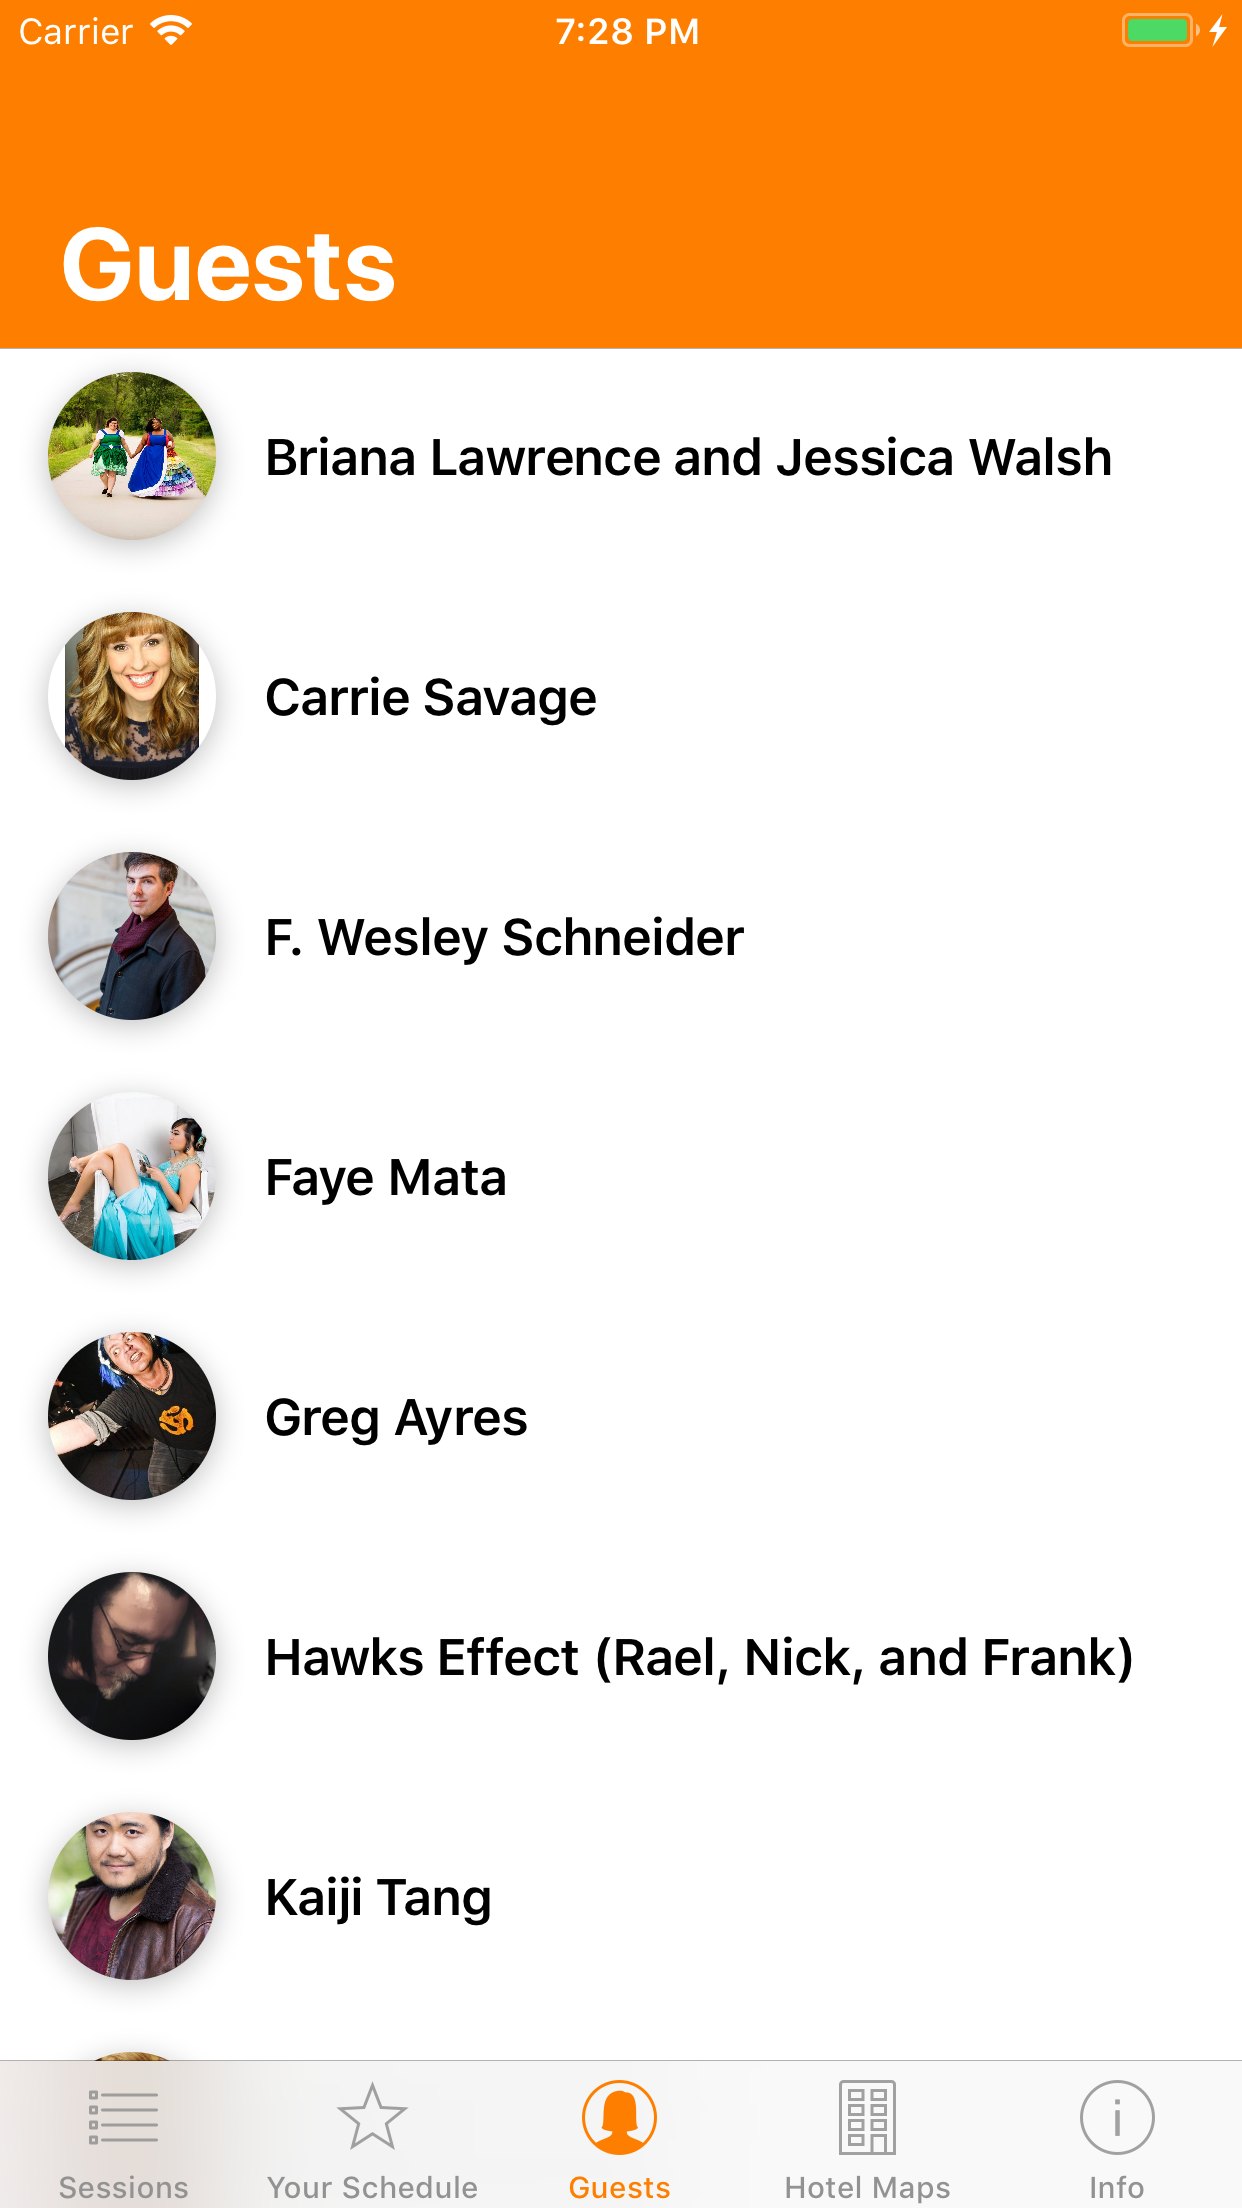 Carrier 7:28 PM
Guests
Briana Lawrence and Jessica Walsh
Carrie Savage
F. Wesley Schneider
Faye Mata
Greg Ayres
Hawks Effect (Rael, Nick, and Frank)
Kaiji Tang
Sessions Your Schedule Guests Hotel Maps Info